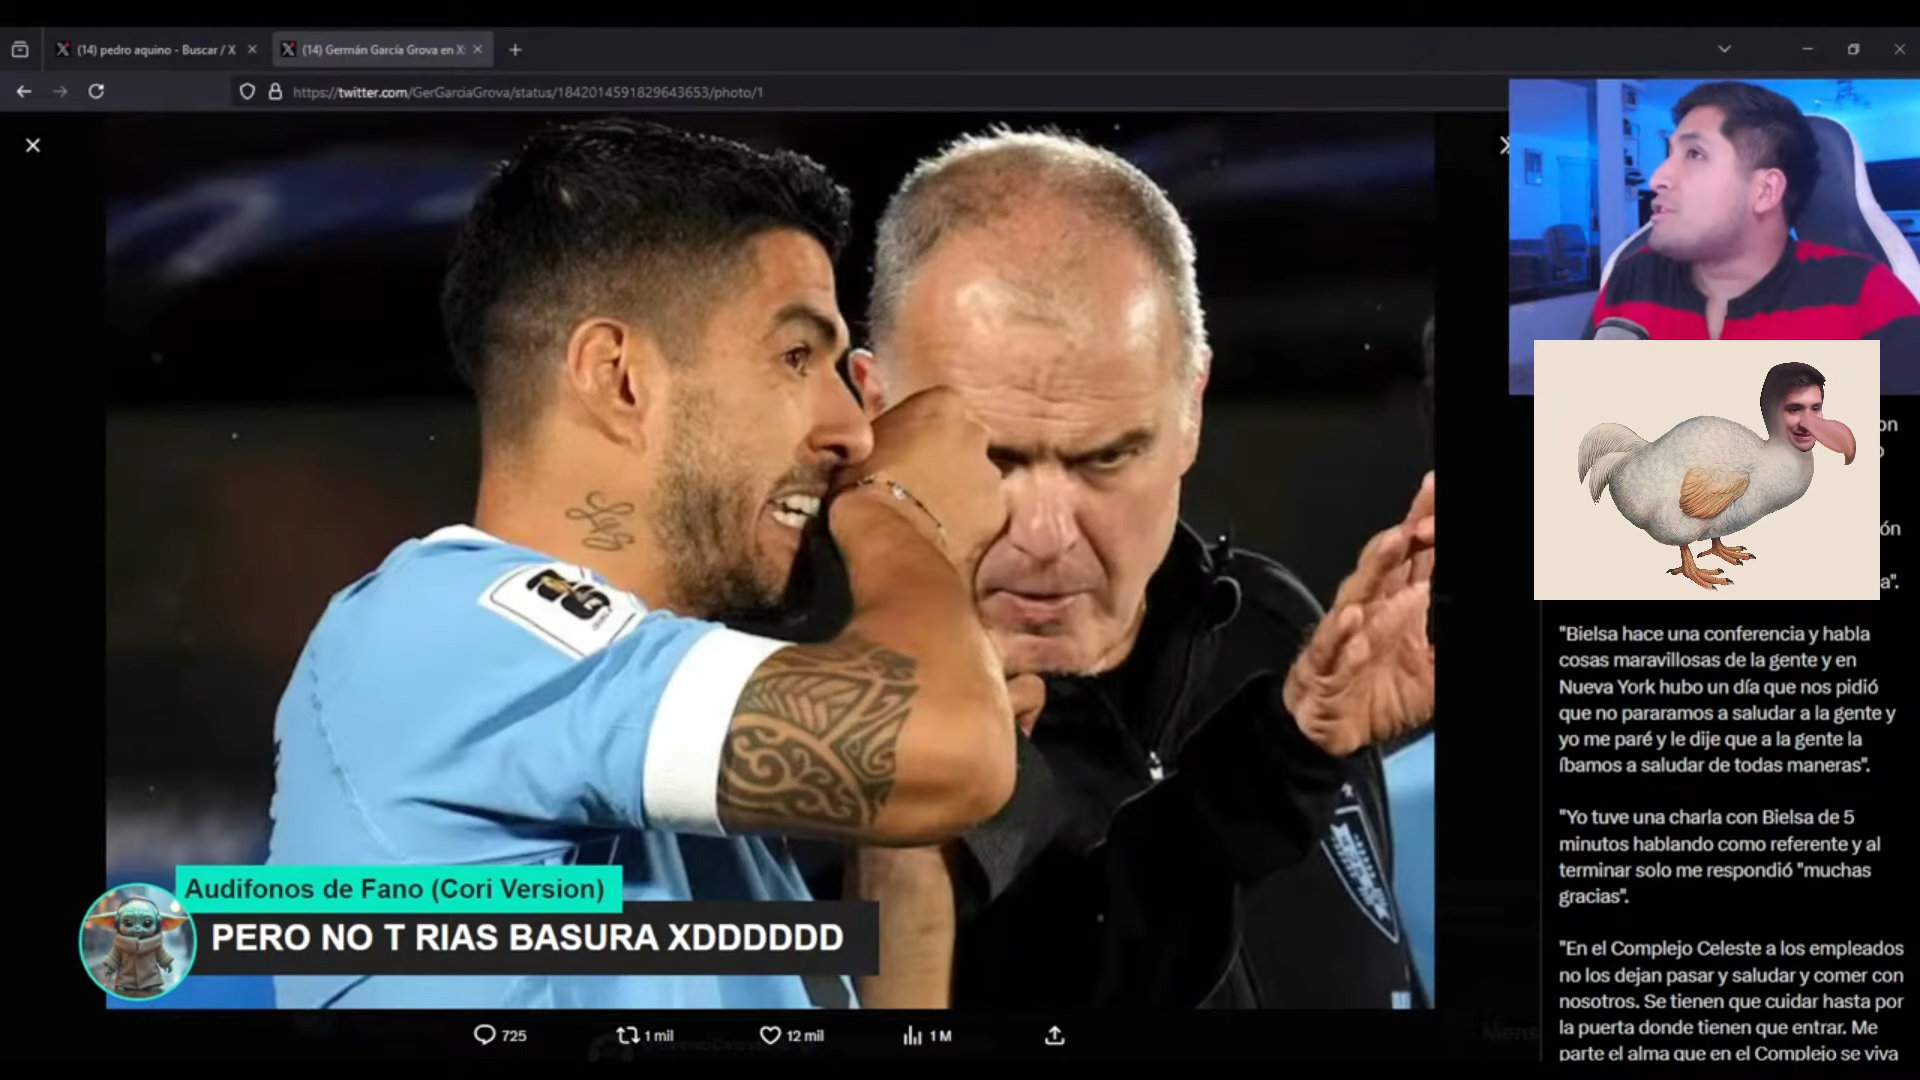 (14) pedro aquino - Buscar / X
(14) Germán García Grova en X:
https://twitter.com/GerGarciaGrova/status/1842014591829643653/photo/1
Lys
26
on
ón
a".
"Bielsa hace una conferencia y habla
cosas maravillosas de la gente y en
Nueva York hubo un día que nos pidió
que no pararamos a saludar a la gente y
yo me paré y le dije que a la gente la
íbamos a saludar de todas maneras".
"Yo tuve una charla con Bielsa de 5
minutos hablando como referente y al
terminar solo me respondió "muchas
gracias".
"En el Complejo Celeste a los empleados
no los dejan pasar y saludar y comer con
nosotros. Se tienen que cuidar hasta por
la puerta donde tienen que entrar. Me
parte el alma que en el Complejo se viva
Audifonos de Fano (Cori Version)
PERO NO T RIAS BASURA XDDDDDD
725
1 mil
12 mil
1 M